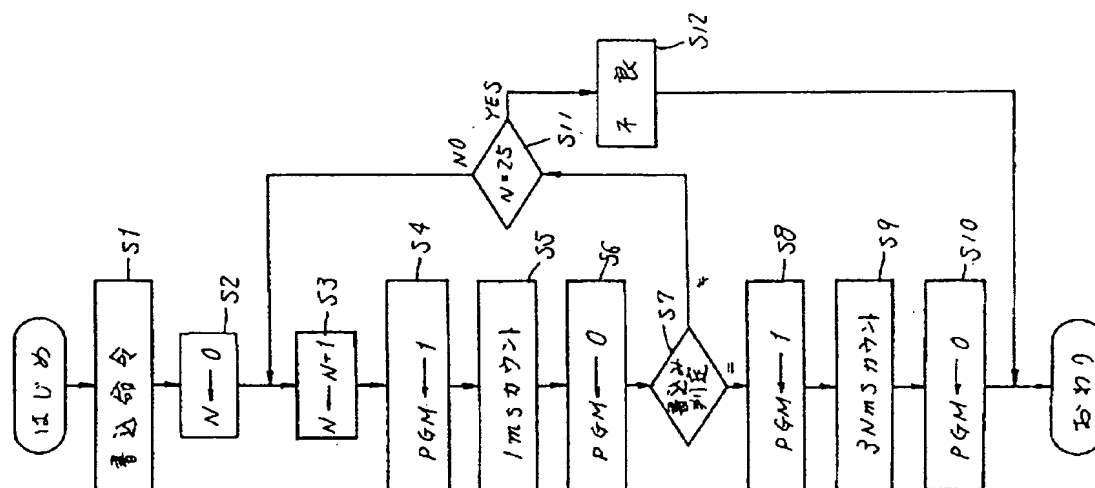 はじめ
書込命令
S1
N←0
S2
N←N+1
S3
PGM←1
S4
1mSカウント
S5
PGM←0
S6
書込み
判定
S7
≠
=
N=25
S11
NO
YES
不良
S12
PGM←1
S8
3NmSカウント
S9
PGM←0
S10
おわり